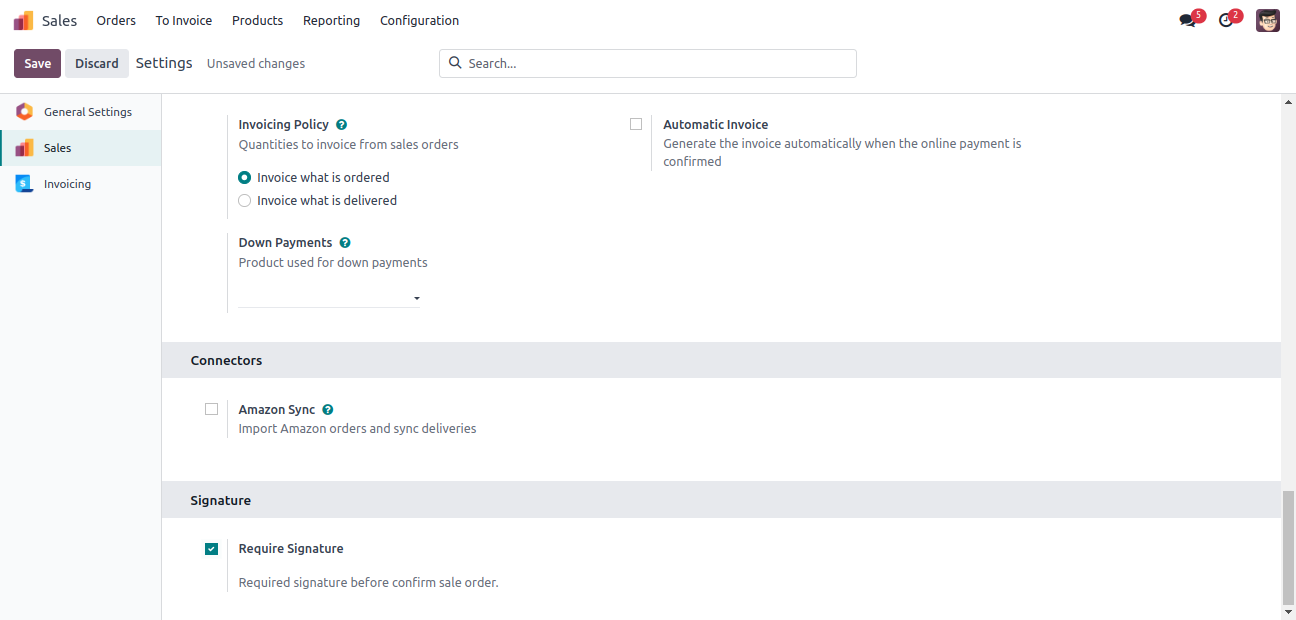 Sales Orders To Invoice Products Reporting Configuration 5 2
Save Discard Settings Unsaved changes Search...
General Settings
Sales
Invoicing
Invoicing Policy ?
Quantities to invoice from sales orders
Invoice what is ordered
Invoice what is delivered
Automatic Invoice
Generate the invoice automatically when the online payment is
confirmed
Down Payments ?
Product used for down payments
Connectors
Amazon Sync ?
Import Amazon orders and sync deliveries
Signature
Require Signature
Required signature before confirm sale order.